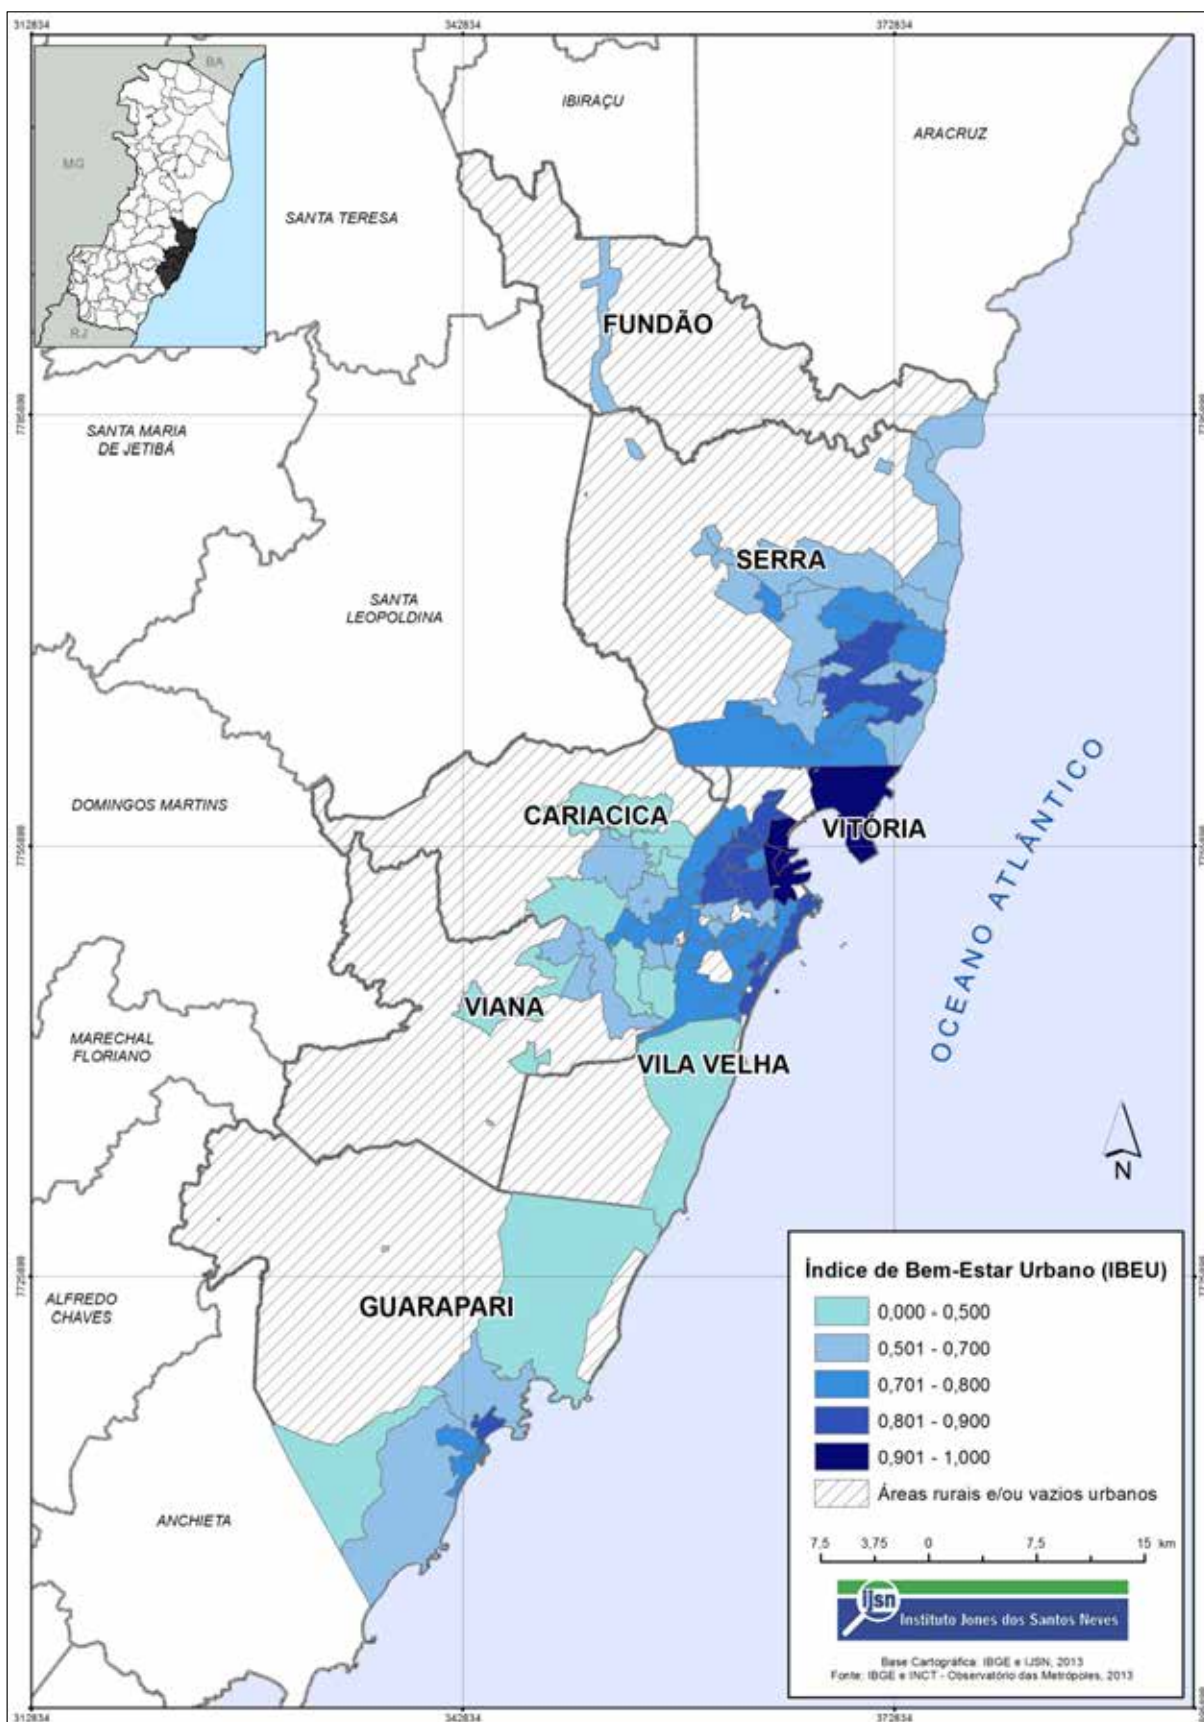 312834
342834
372834
BA
MG
RJ
IBIRAÇU
ARACRUZ
SANTA TERESA
FUNDÃO
7785898
SANTA MARIA
DE JETIBÁ
SERRA
SANTA
LEOPOLDINA
DOMINGOS MARTINS
CARIACICA
VITÓRIA
7755898
OCEANO ATLÂNTICO
VIANA
MARECHAL
FLORIANO
VILA VELHA
N
GUARAPARI
7725898
ALFREDO
CHAVES
ANCHIETA
Índice de Bem-Estar Urbano (IBEU)
0,000 - 0,500
0,501 - 0,700
0,701 - 0,800
0,801 - 0,900
0,901 - 1,000
Áreas rurais e/ou vazios urbanos
7,5 3,75 0 7,5 15 km
ijsn
Instituto Jones dos Santos Neves
Base Cartográfica: IBGE e IJSN, 2013
Fonte: IBGE e INCT - Observatório das Metrópoles, 2013
312834
342834
372834